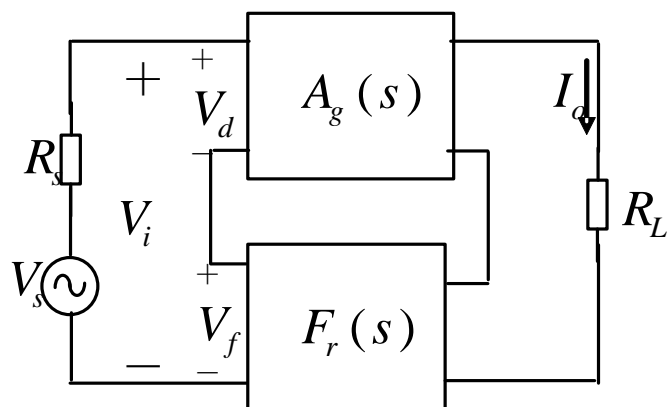 +
+
V_d
−
A_g(s)
I_o
R_s
V_i
R_L
V_s
+
V_f
−
F_r(s)
−